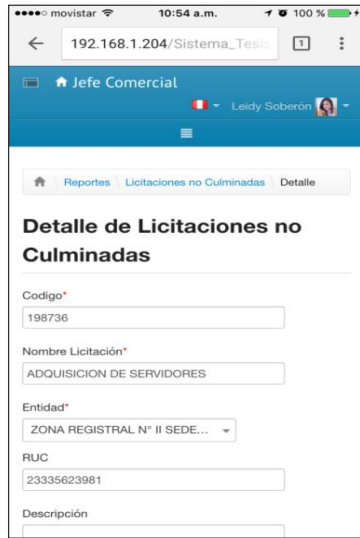 movistar 10:54 a.m. 100 %
192.168.1.204/Sistema_Tesis 1
Jefe Comercial
Leidy Soberón
Reportes \ Licitaciones no Culminadas \ Detalle
Detalle de Licitaciones no
Culminadas
Codigo*
198736
Nombre Licitación*
ADQUISICION DE SERVIDORES
Entidad*
ZONA REGISTRAL N° II SEDE...
RUC
23335623981
Descripción